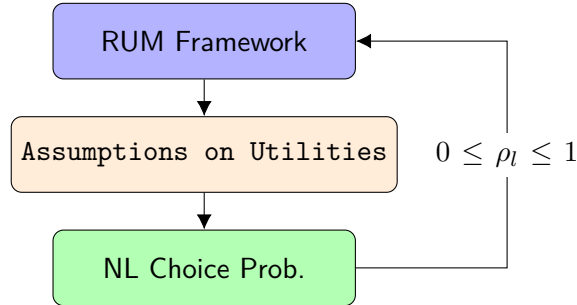 RUM Framework
Assumptions on Utilities
0 ≤ ρ_l ≤ 1
NL Choice Prob.